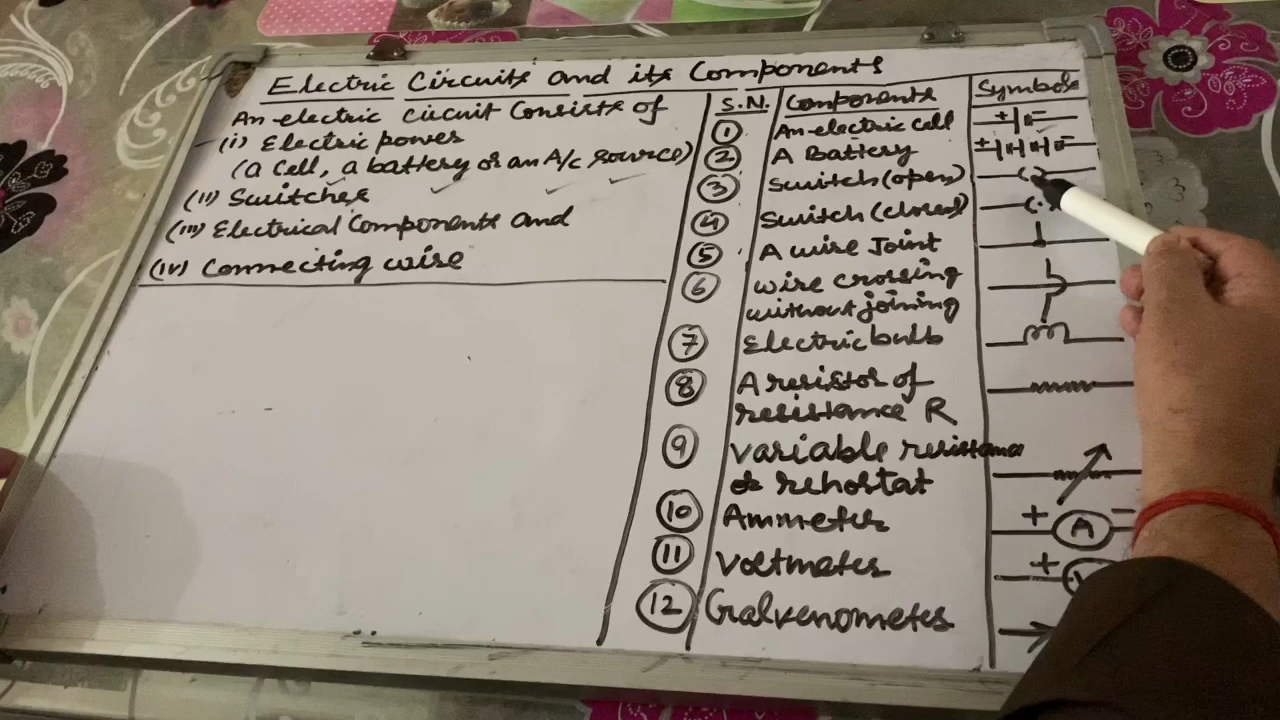 Electric Circuits and its Components
An electric circuit Consists of
(i) Electric power
(a cell, a battery or an A/c source)
(ii) Switches
(iii) Electrical Components and
(iv) Connecting wire
S.N. Components Symbols
1 An electric cell + -
2 A Battery + -
3 Switch (open)
4 Switch (closed)
5 A wire Joint
6 wire crossing
without joining
7 Electric bulb
8 A resistor of
resistance R
9 variable resistance
or rehostat
10 Ammeter + A -
11 Voltmeter + V
12 Galvenometer